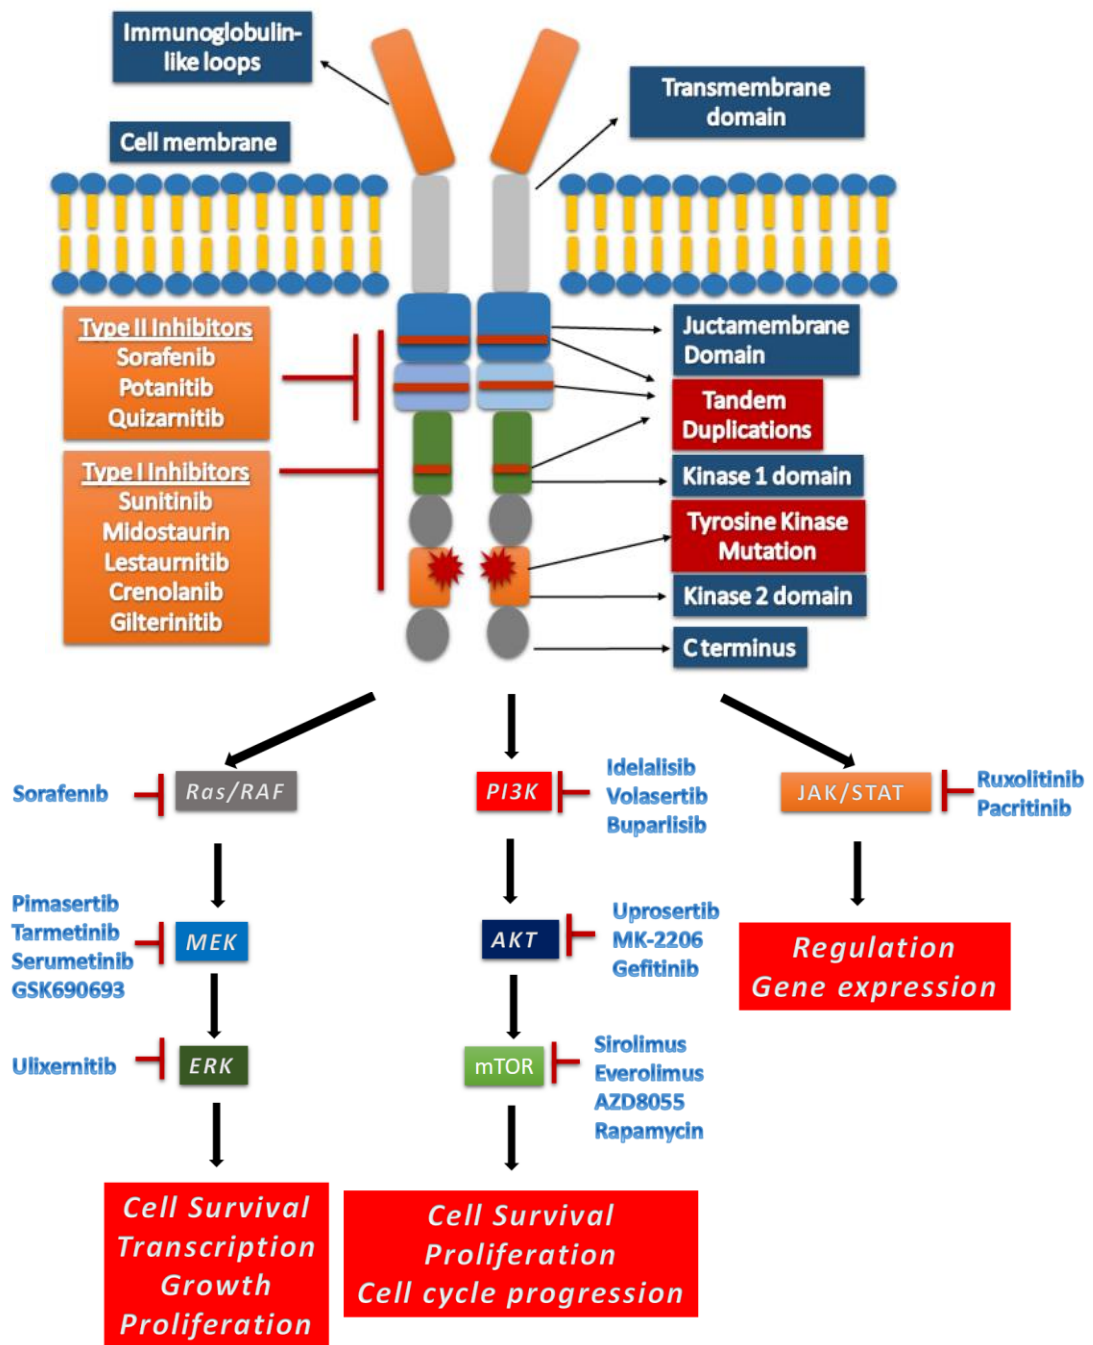 Immunoglobulin-
like loops
Transmembrane
domain
Cell membrane
Type II Inhibitors
Sorafenib
Potanitib
Quizarnitib
Type I Inhibitors
Sunitinib
Midostaurin
Lestaurnitib
Crenolanib
Gilterinitib
Juctamembrane
Domain
Tandem
Duplications
Kinase 1 domain
Tyrosine Kinase
Mutation
Kinase 2 domain
C terminus
Sorafenib
Ras/RAF
PI3K
Idelalisib
Volasertib
Buparlisib
JAK/STAT
Ruxolitinib
Pacritinib
Pimasertib
Tarmetinib
Serumetinib
GSK690693
MEK
AKT
Uprosertib
MK-2206
Gefitinib
Regulation
Gene expression
Ulixernitib
ERK
mTOR
Sirolimus
Everolimus
AZD8055
Rapamycin
Cell Survival
Transcription
Growth
Proliferation
Cell Survival
Proliferation
Cell cycle progression